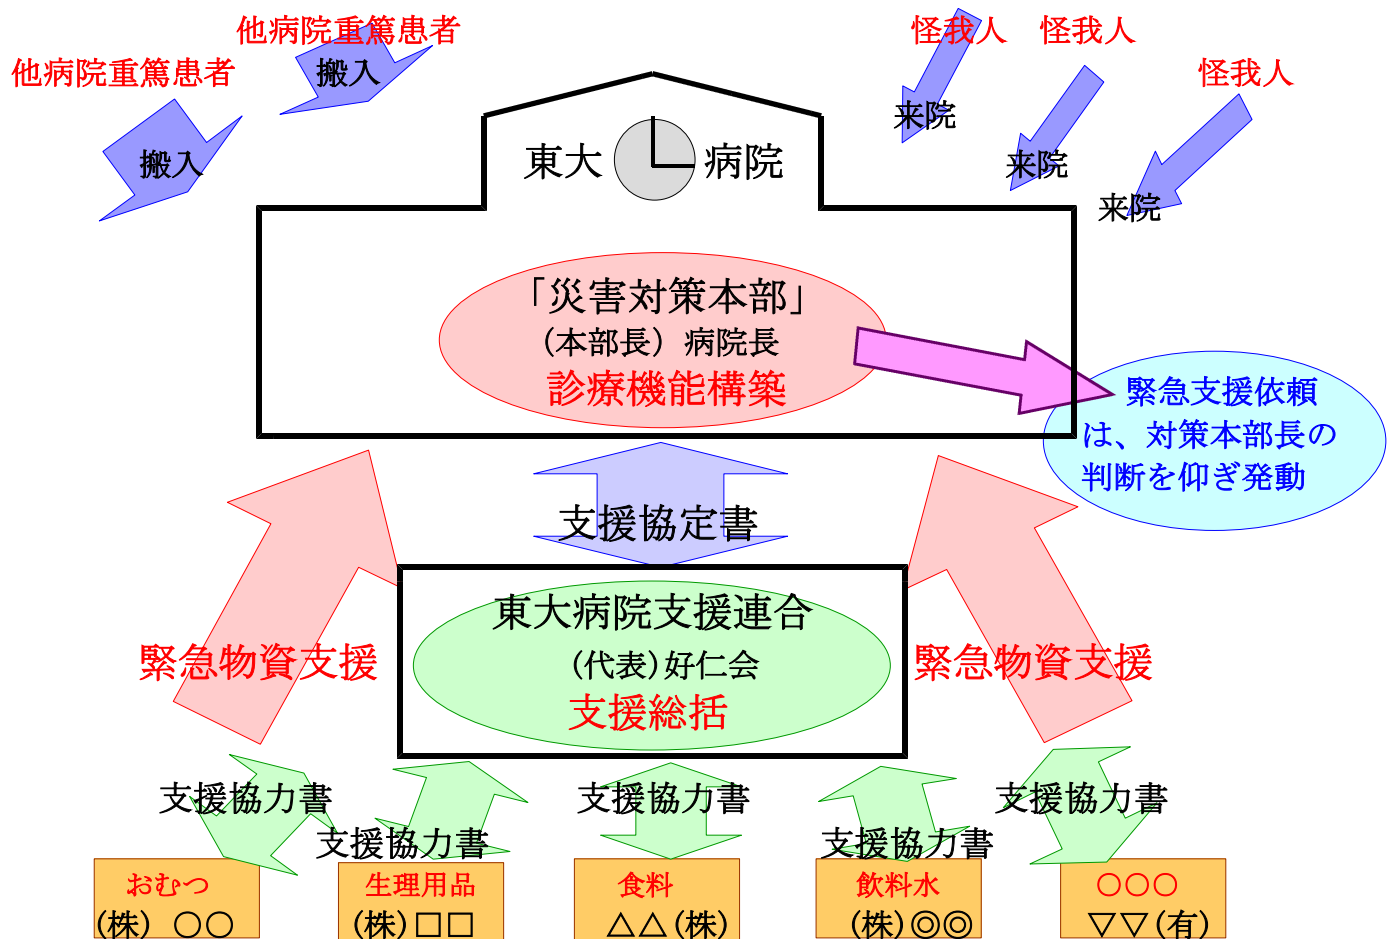 他病院重篤患者
怪我人
怪我人
他病院重篤患者
搬入
怪我人
搬入
来院
来院
来院
東大 病院
「災害対策本部」
(本部長) 病院長
診療機能構築
緊急支援依頼
は、対策本部長の
判断を仰ぎ発動
支援協定書
東大病院支援連合
(代表)好仁会
支援総括
緊急物資支援
緊急物資支援
支援協力書
支援協力書
支援協力書
支援協力書
支援協力書
おむつ
(株) ○○
生理用品
(株)□□
食料
△△(株)
飲料水
(株)◎◎
○○○
▽▽(有)